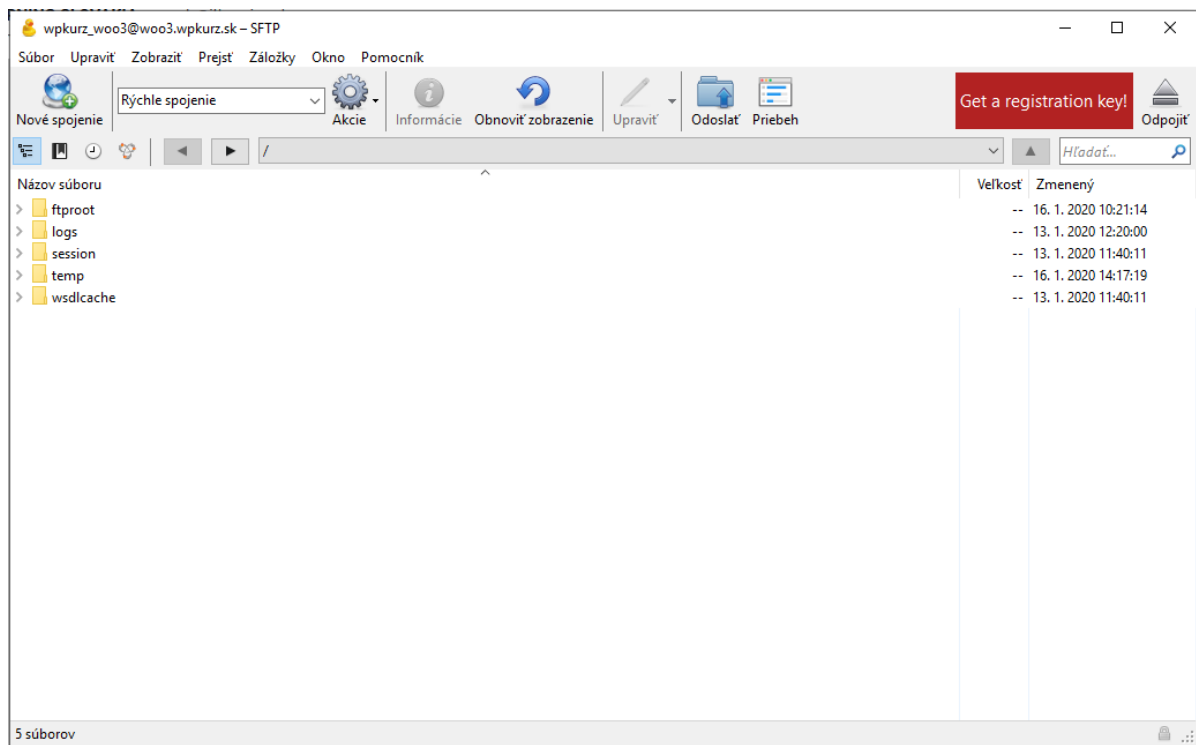 wpkurz_woo3@woo3.wpkurz.sk – SFTP
Súbor Upraviť Zobraziť Prejsť Záložky Okno Pomocník
Nové spojenie Rýchle spojenie Akcie Informácie Obnoviť zobrazenie Upraviť Odoslať Priebeh Get a registration key! Odpojiť
/ Hľadať...
Názov súboru Veľkosť Zmenený
ftproot -- 16. 1. 2020 10:21:14
logs -- 13. 1. 2020 12:20:00
session -- 13. 1. 2020 11:40:11
temp -- 16. 1. 2020 14:17:19
wsdlcache -- 13. 1. 2020 11:40:11
5 súborov